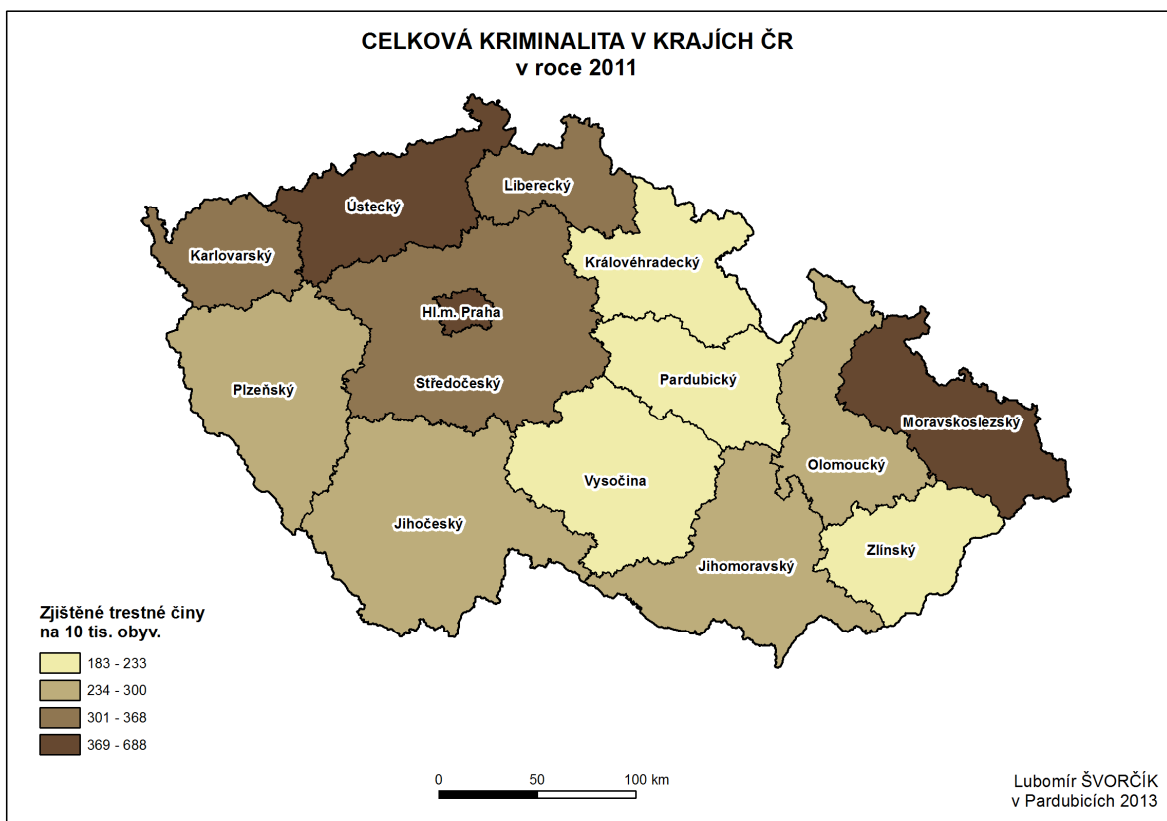 CELKOVÁ KRIMINALITA V KRAJÍCH ČR
v roce 2011
Liberecký
Ústecký
Karlovarský
Královéhradecký
Hl.m. Praha
Pardubický
Středočeský
Plzeňský
Moravskoslezský
Olomoucký
Vysočina
Jihočeský
Zlínský
Jihomoravský
Zjištěné trestné činy
na 10 tis. obyv.
183 - 233
234 - 300
301 - 368
369 - 688
0 50 100 km
Lubomír ŠVORČÍK
v Pardubicích 2013